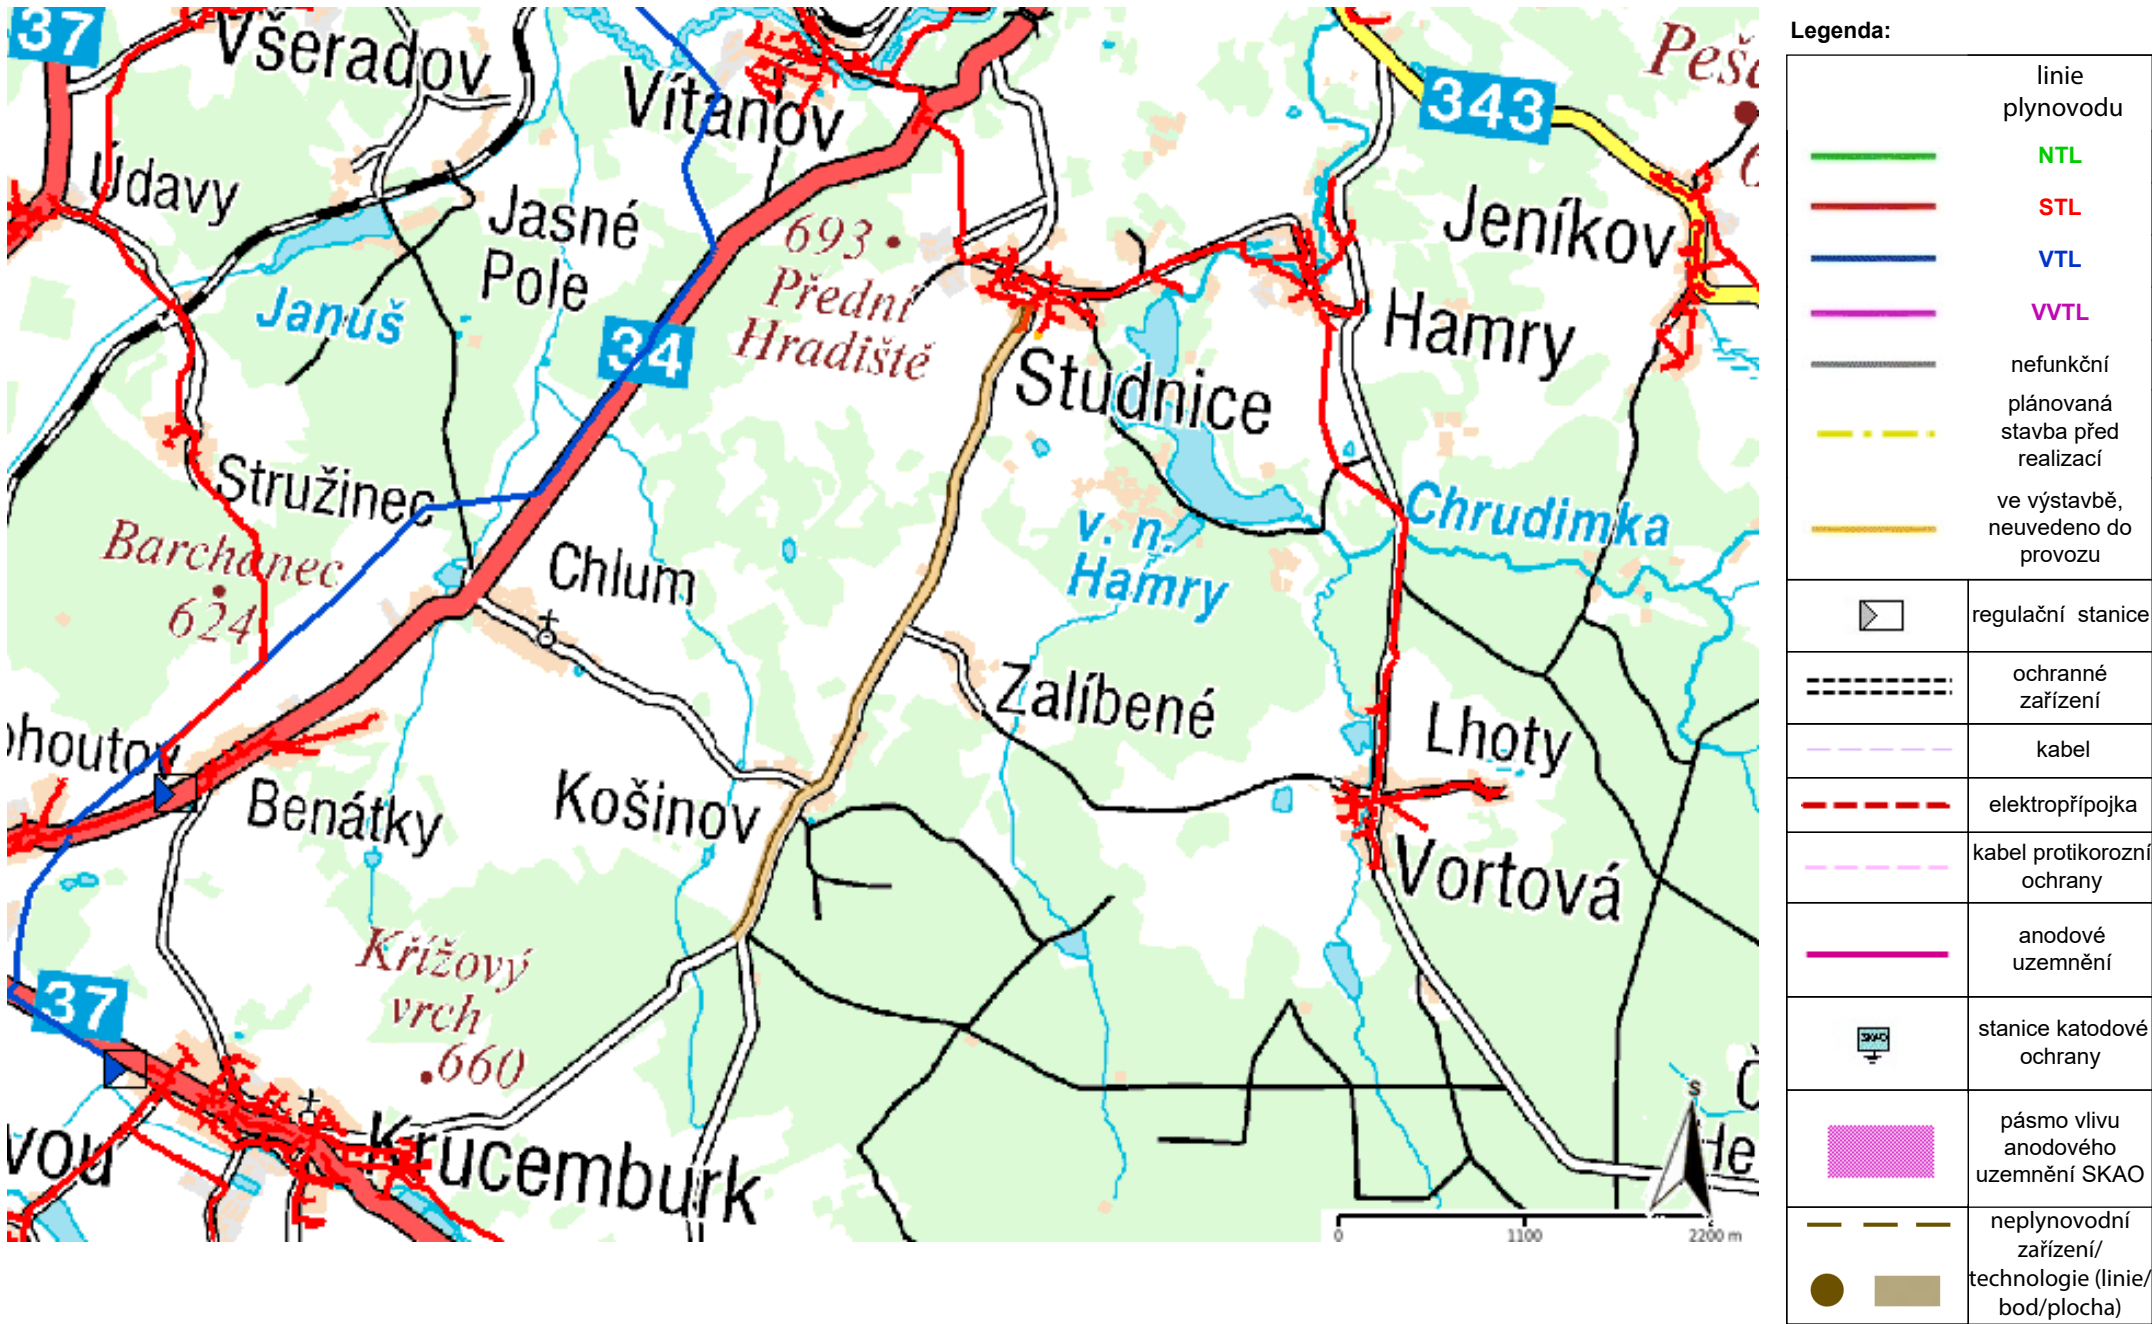 37
Všeradov
Vítanov
343
Údavy
Jasné
Pole
693
Přední
Hradiště
Jeníkov
Januš
34
Hamry
Studnice
Stružinec
Barchanec
624
Chlum
v. n.
Hamry
Chrudimka
Zalíbené
Lhoty
Benátky
Košinov
Vortová
Křížový
vrch
660
37
Krucemburk
S
0 1100 2200 m
Legenda:
linie
plynovodu
NTL
STL
VTL
VVTL
nefunkční
plánovaná
stavba před
realizací
ve výstavbě,
neuvedeno do
provozu
regulační stanice
ochranné
zařízení
kabel
elektropřípojka
kabel protikorozní
ochrany
anodové
uzemnění
SKAO
stanice katodové
ochrany
pásmo vlivu
anodového
uzemnění SKAO
neplynovodní
zařízení/
technologie (linie/
bod/plocha)